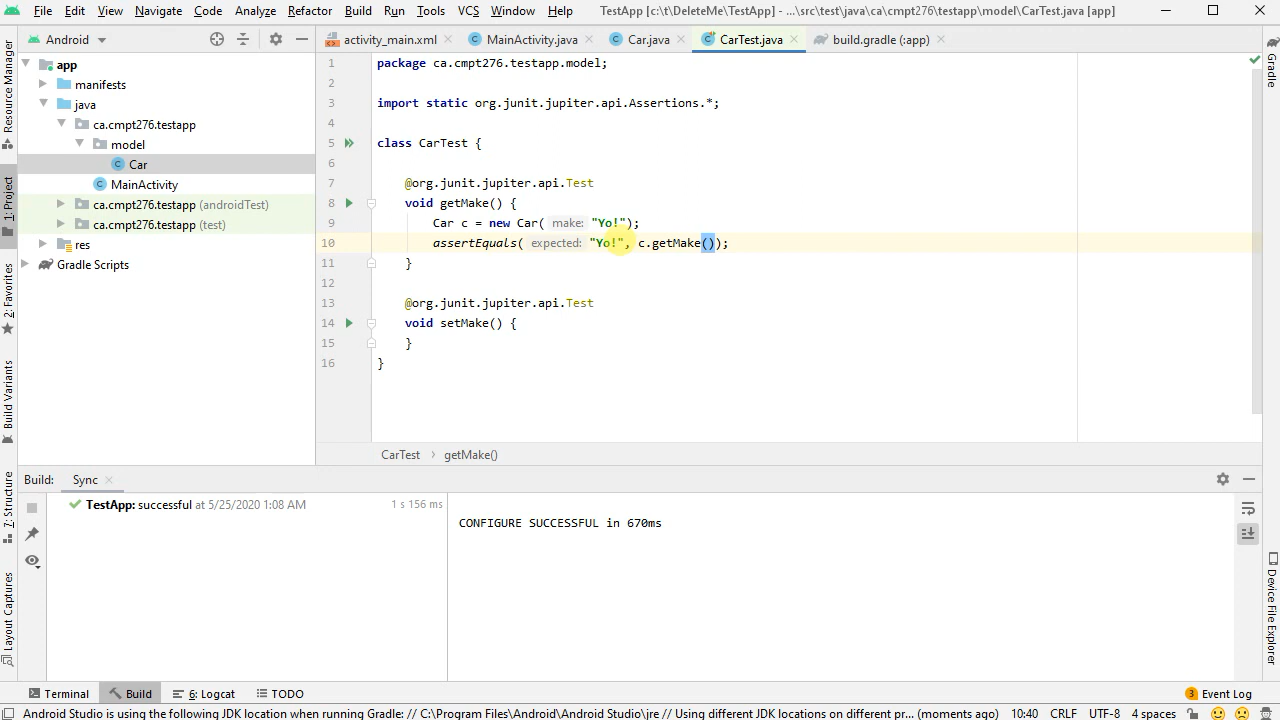 File Edit View Navigate Code Analyze Refactor Build Run Tools VCS Window Help TestApp [c:\t\DeleteMe\TestApp] - ...\src\test\java\ca\cmpt276\testapp\model\CarTest.java [app]
Android
activity_main.xml MainActivity.java Car.java CarTest.java build.gradle (:app)
Resource Manager
1: Project
2: Favorites
Build Variants
7: Structure
Layout Captures
app
manifests
java
ca.cmpt276.testapp
model
Car
MainActivity
ca.cmpt276.testapp (androidTest)
ca.cmpt276.testapp (test)
res
Gradle Scripts
1 package ca.cmpt276.testapp.model;
2
3 import static org.junit.jupiter.api.Assertions.*;
4
5 class CarTest {
6
7 @org.junit.jupiter.api.Test
8 void getMake() {
9 Car c = new Car( make: "Yo!");
10 assertEquals( expected: "Yo!", c.getMake());
11 }
12
13 @org.junit.jupiter.api.Test
14 void setMake() {
15 }
16 }
CarTest › getMake()
Gradle
Device File Explorer
Build: Sync
TestApp: successful at 5/25/2020 1:08 AM 1 s 156 ms
CONFIGURE SUCCESSFUL in 670ms
Terminal Build 6: Logcat TODO 3 Event Log
Android Studio is using the following JDK location when running Gradle: // C:\Program Files\Android\Android Studio\jre // Using different JDK locations on different pr... (moments ago) 10:40 CRLF UTF-8 4 spaces